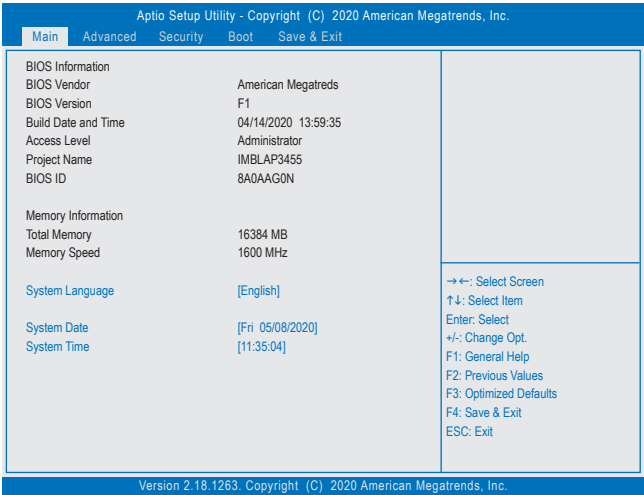 Aptio Setup Utility - Copyright (C) 2020 American Megatrends, Inc.
Main Advanced Security Boot Save & Exit
BIOS Information
BIOS Vendor American Megatreds
BIOS Version F1
Build Date and Time 04/14/2020 13:59:35
Access Level Administrator
Project Name IMBLAP3455
BIOS ID 8A0AAG0N
Memory Information
Total Memory 16384 MB
Memory Speed 1600 MHz
System Language [English]
System Date [Fri 05/08/2020]
System Time [11:35:04]
→←: Select Screen
↑↓: Select Item
Enter: Select
+/-: Change Opt.
F1: General Help
F2: Previous Values
F3: Optimized Defaults
F4: Save & Exit
ESC: Exit
Version 2.18.1263. Copyright (C) 2020 American Megatrends, Inc.